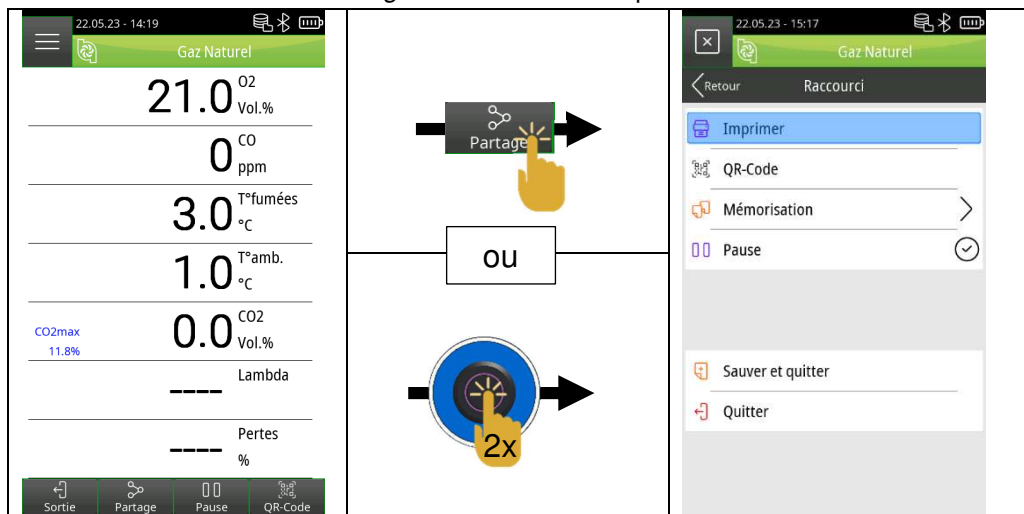 22.05.23 - 14:19
Gaz Naturel
21.0 O2 Vol.%
0 CO ppm
3.0 T°fumées °C
1.0 T°amb. °C
CO2max 11.8% 0.0 CO2 Vol.%
---- Lambda
---- Pertes %
Sortie Partage Pause QR-Code
Partage
ou
2x
22.05.23 - 15:17
Gaz Naturel
Retour Raccourci
Imprimer
QR-Code
Mémorisation
Pause
Sauver et quitter
Quitter